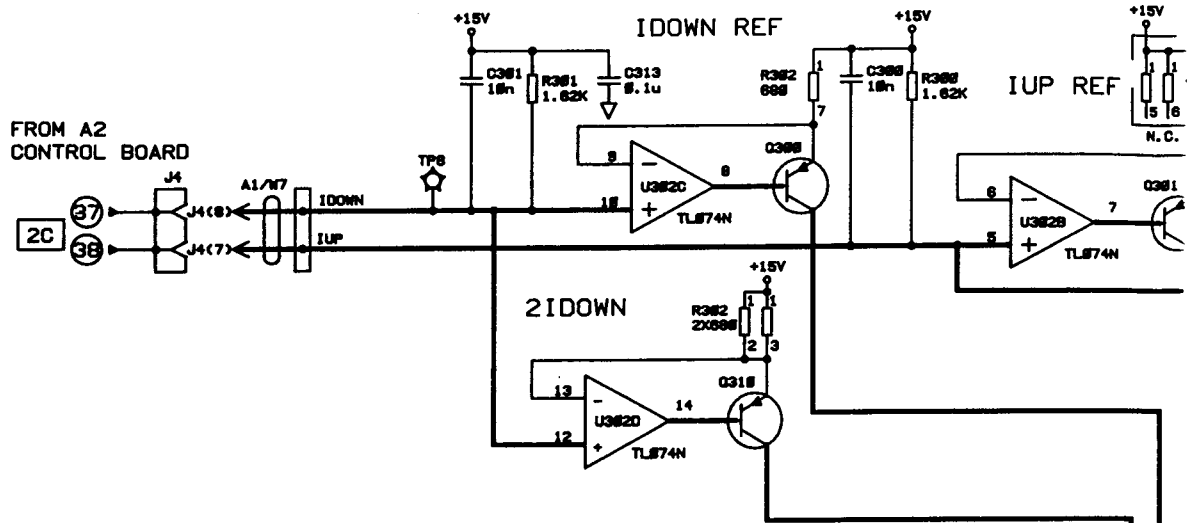 +15V
IDOWN REF
+15V
+15V
C301
10n
R301
1.62K
C313
0.1u
R302
680
1
7
C300
10n
R300
1.62K
IUP REF
1
1
5
6
N.C.
FROM A2
CONTROL BOARD
J4
A1/W7
TP8
9
-
8
Q300
U302C
10
+
TL074N
6
-
7
Q301
U302B
5
+
TL074N
37
J4(8)
IDOWN
2C
38
J4(7)
IUP
+15V
2IDOWN
R302
2X680
1
1
2
3
13
-
14
Q310
U302D
12
+
TL074N